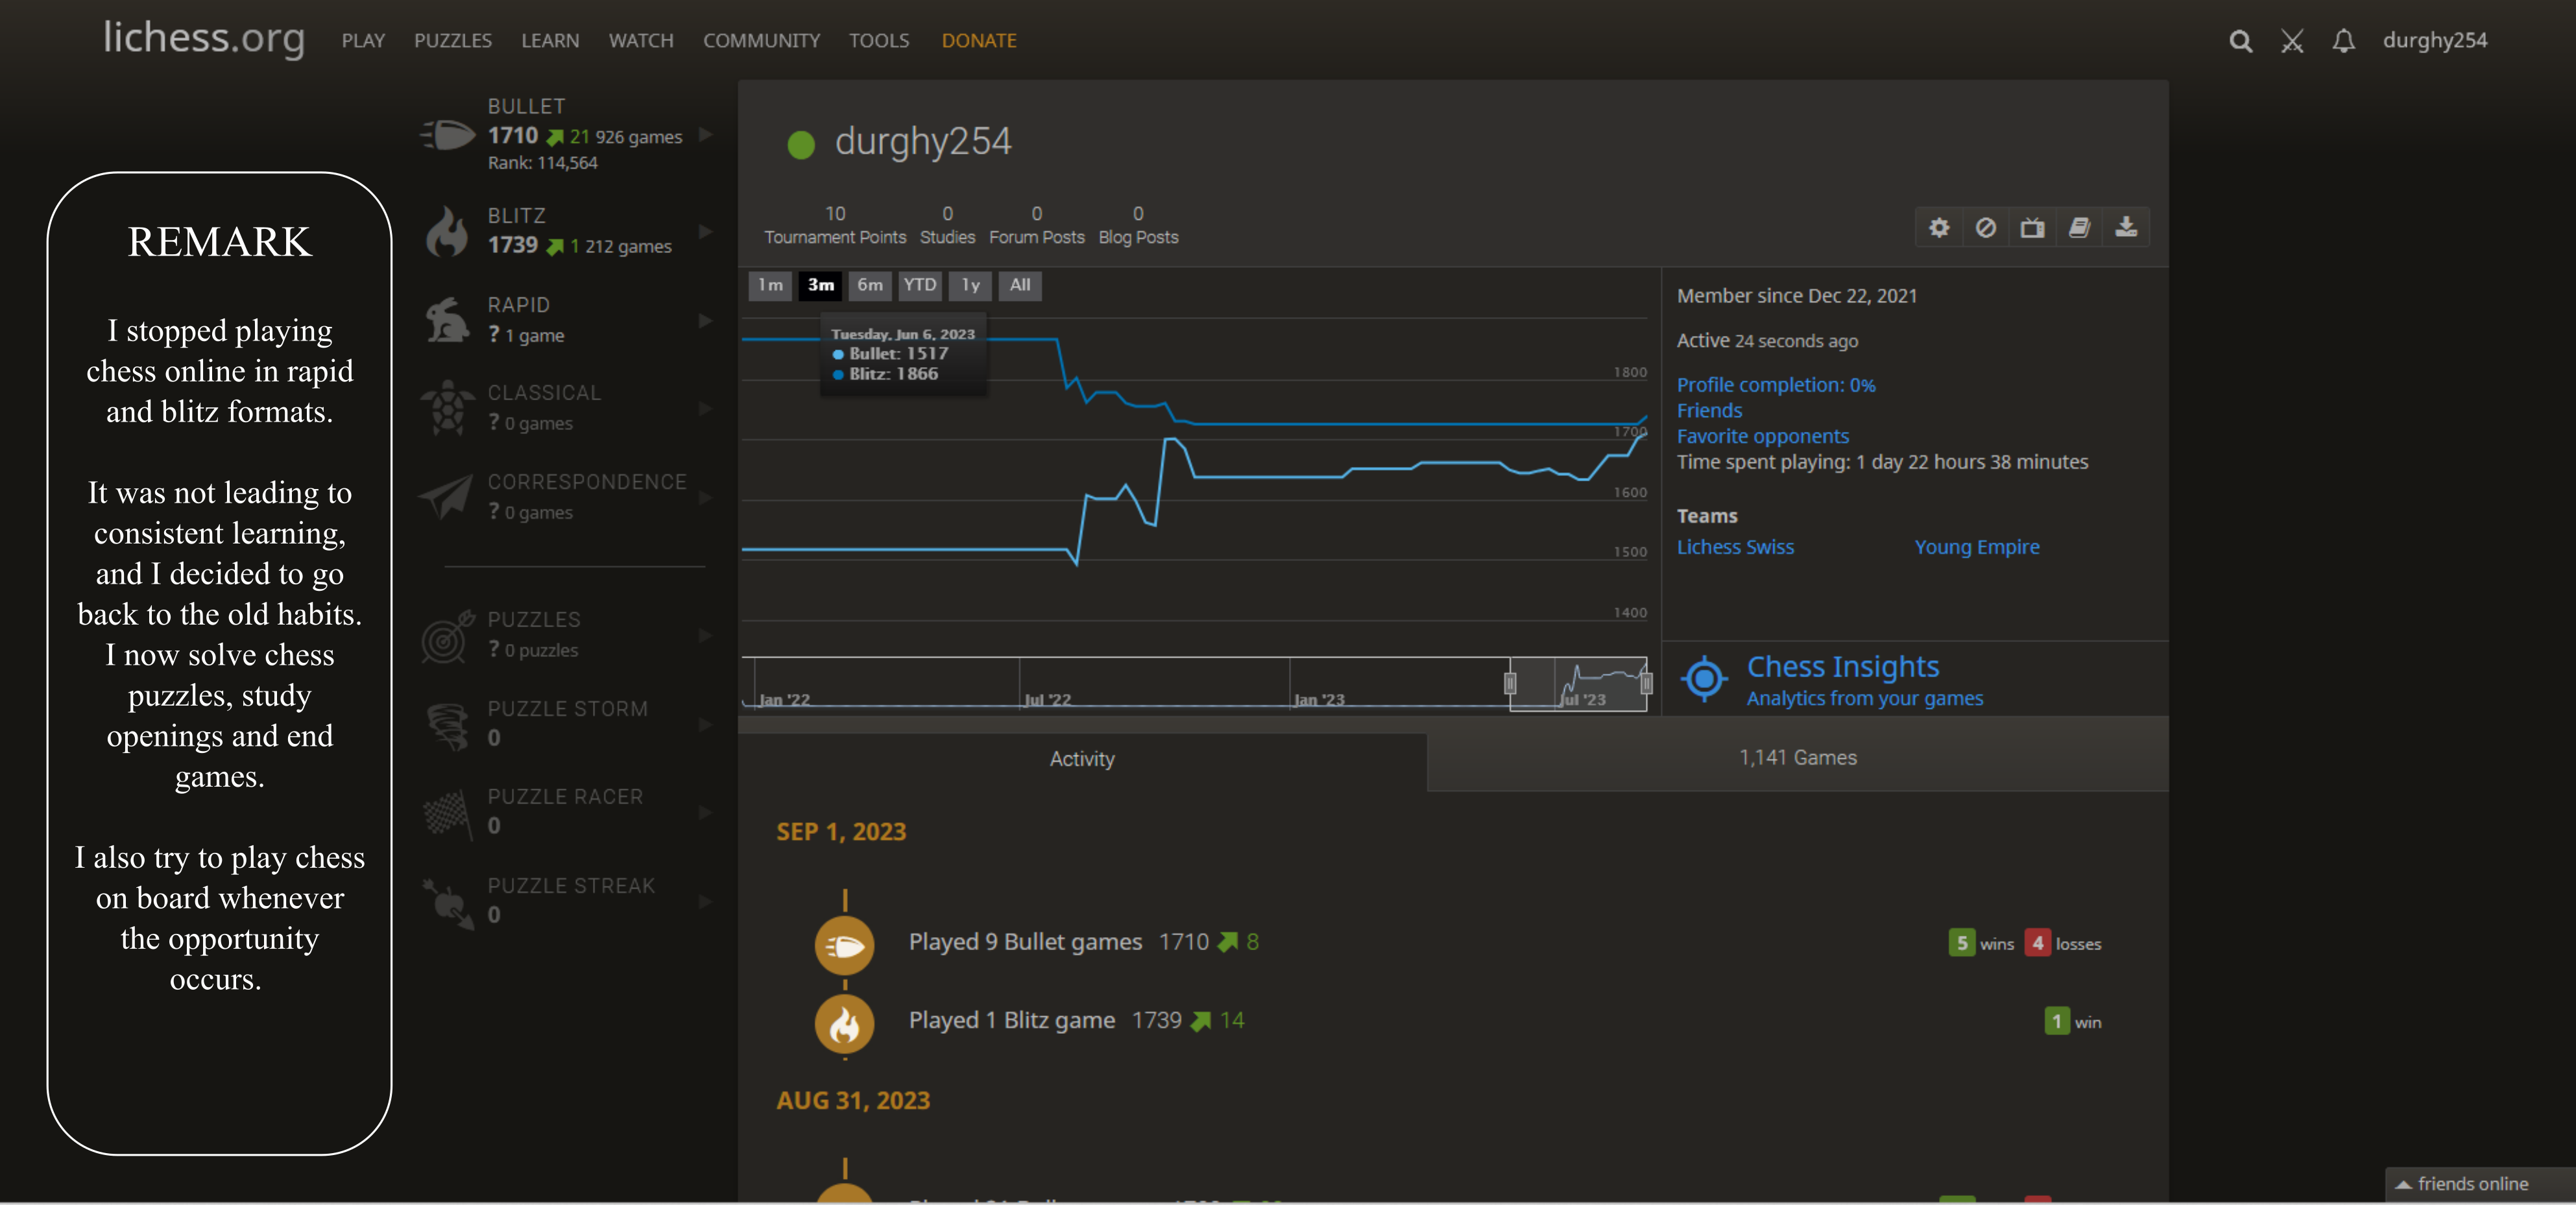 lichess.org PLAY PUZZLES LEARN WATCH COMMUNITY TOOLS DONATE durghy254
REMARK
I stopped playing
chess online in rapid
and blitz formats.
It was not leading to
consistent learning,
and I decided to go
back to the old habits.
I now solve chess
puzzles, study
openings and end
games.
I also try to play chess
on board whenever
the opportunity
occurs.
BULLET
1710 21 926 games
Rank: 114,564
BLITZ
1739 1 212 games
RAPID
? 1 game
CLASSICAL
? 0 games
CORRESPONDENCE
? 0 games
PUZZLES
? 0 puzzles
PUZZLE STORM
0
PUZZLE RACER
0
PUZZLE STREAK
0
durghy254
10 0 0 0
Tournament Points Studies Forum Posts Blog Posts
1m 3m 6m YTD 1y All
Tuesday, Jun 6, 2023
Bullet: 1517
Blitz: 1866
1800
1700
1600
1500
1400
Jan '22 Jul '22 Jan '23 Jul '23
Member since Dec 22, 2021
Active 24 seconds ago
Profile completion: 0%
Friends
Favorite opponents
Time spent playing: 1 day 22 hours 38 minutes
Teams
Lichess Swiss Young Empire
Chess Insights
Analytics from your games
Activity 1,141 Games
SEP 1, 2023
Played 9 Bullet games 1710 8 5 wins 4 losses
Played 1 Blitz game 1739 14 1 win
AUG 31, 2023
friends online